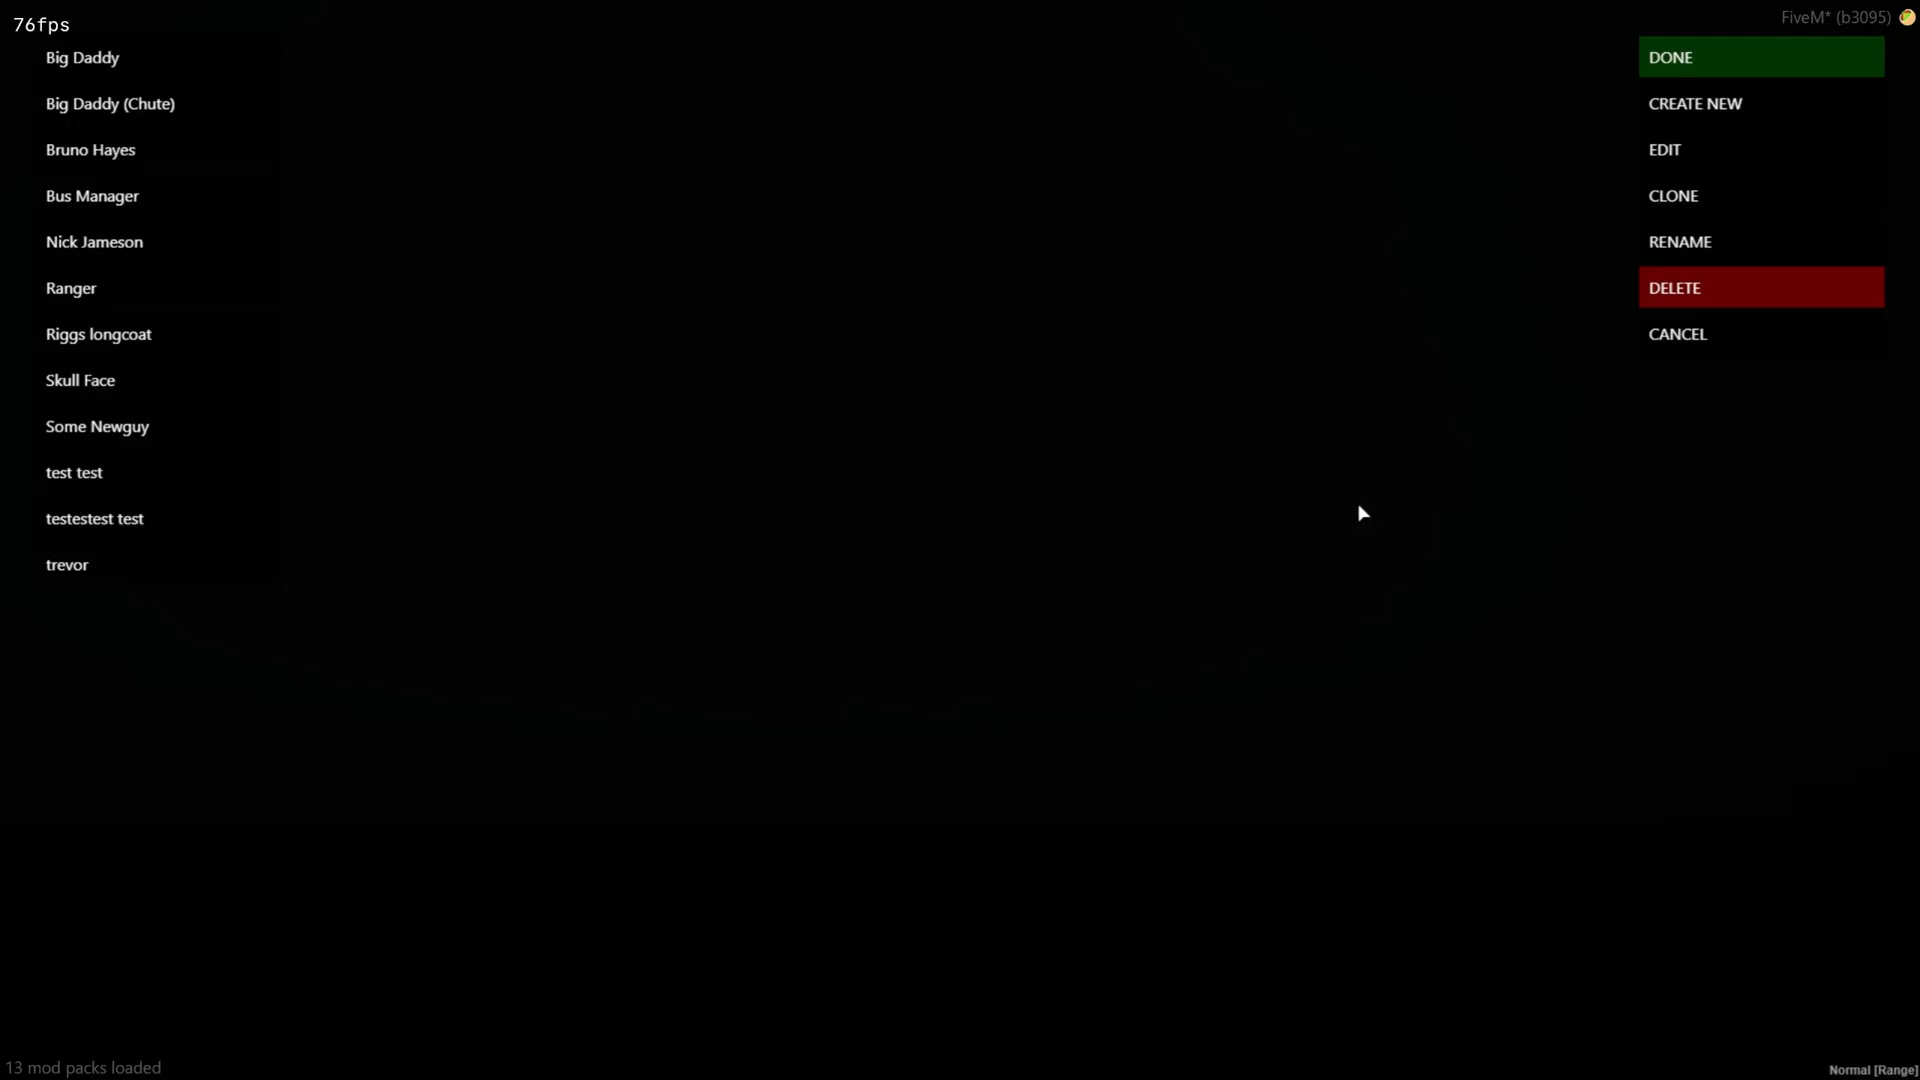 76fps
FiveM* (b3095)
Big Daddy
Big Daddy (Chute)
Bruno Hayes
Bus Manager
Nick Jameson
Ranger
Riggs longcoat
Skull Face
Some Newguy
test test
testestest test
trevor
DONE
CREATE NEW
EDIT
CLONE
RENAME
DELETE
CANCEL
13 mod packs loaded
Normal [Range]